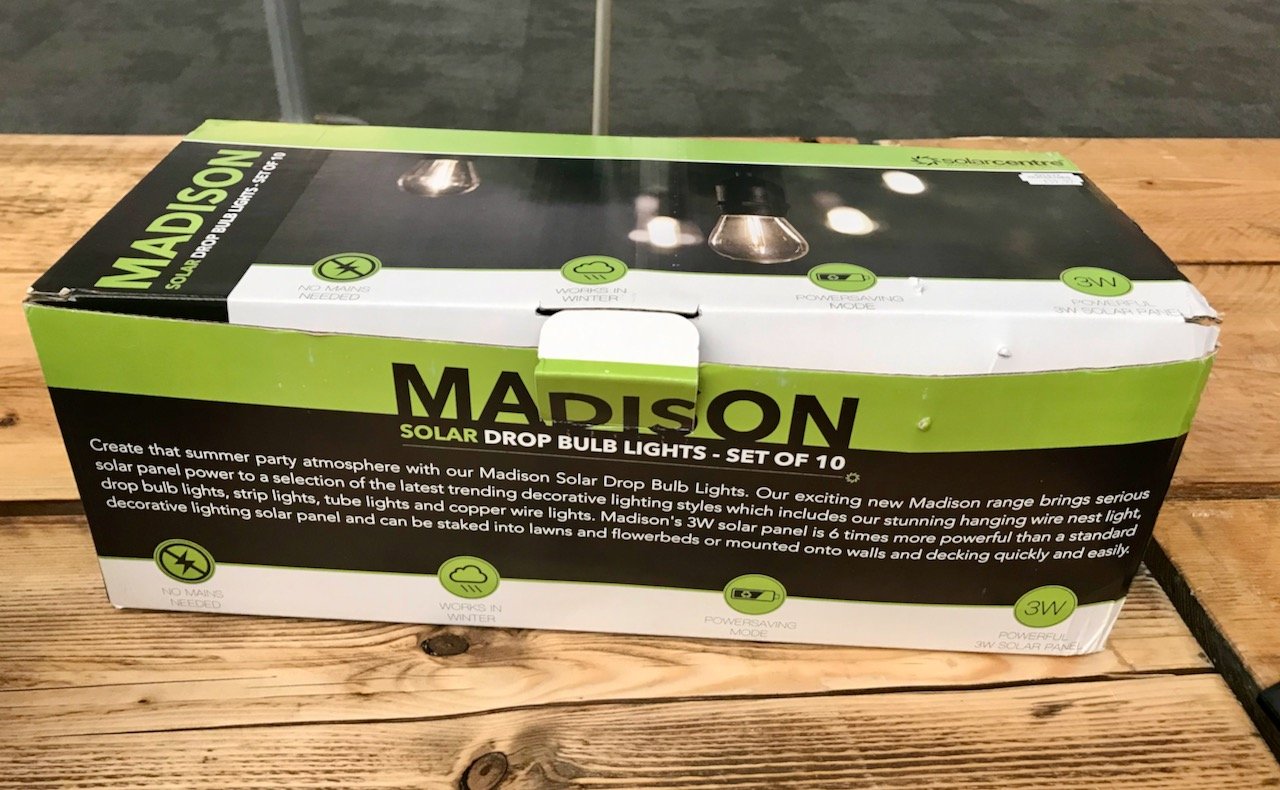 solarcentre
MADISON
SOLAR DROP BULB LIGHTS - SET OF 10
NO MAINS
NEEDED
WORKS IN
WINTER
POWERSAVING
MODE
3W
POWERFUL
3W SOLAR PANEL
MADISON
SOLAR DROP BULB LIGHTS - SET OF 10
Create that summer party atmosphere with our Madison Solar Drop Bulb Lights. Our exciting new Madison range brings serious
solar panel power to a selection of the latest trending decorative lighting styles which includes our stunning hanging wire nest light,
drop bulb lights, strip lights, tube lights and copper wire lights. Madison's 3W solar panel is 6 times more powerful than a standard
decorative lighting solar panel and can be staked into lawns and flowerbeds or mounted onto walls and decking quickly and easily.
NO MAINS
NEEDED
WORKS IN
WINTER
POWERSAVING
MODE
3W
POWERFUL
3W SOLAR PANEL